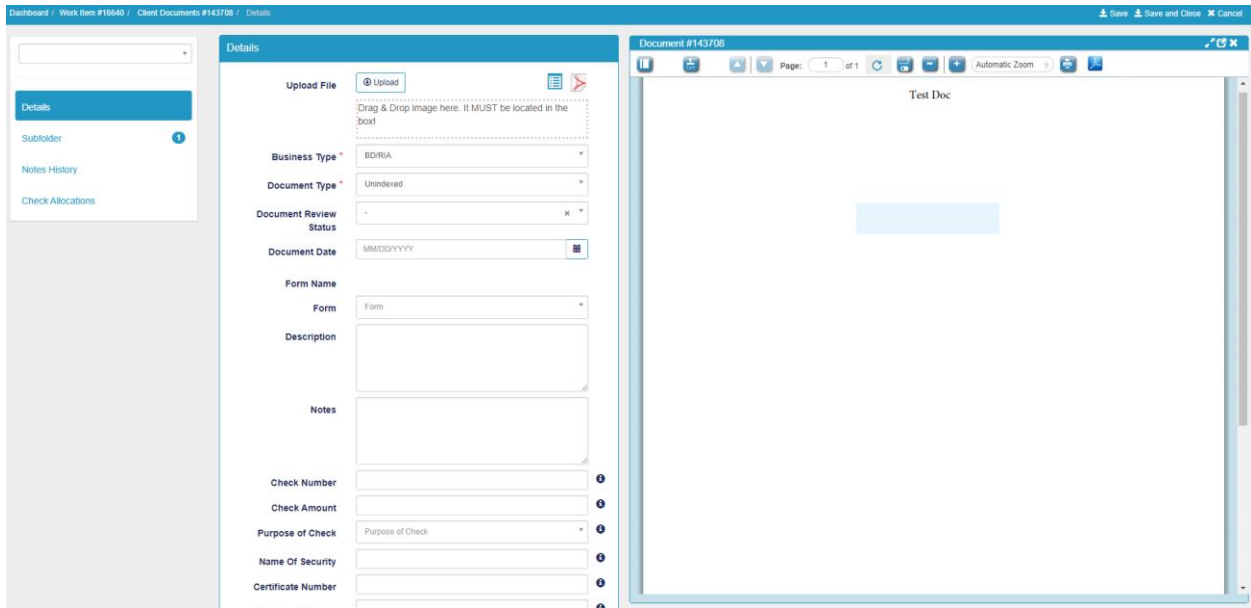 Dashboard / Work Item #16640 / Client Documents #143708 / Details
Save Save and Close Cancel
Details
Subfolder 1
Notes History
Check Allocations
Details
Upload File Upload
Drag & Drop image here. It MUST be located in the
box!
Business Type * BD/RIA
Document Type * Unindexed
Document Review
Status -
Document Date MM/DD/YYYY
Form Name
Form Form
Description
Notes
Check Number
Check Amount
Purpose of Check Purpose of Check
Name Of Security
Certificate Number
Document #143708
Page: 1 of 1 Automatic Zoom
Test Doc